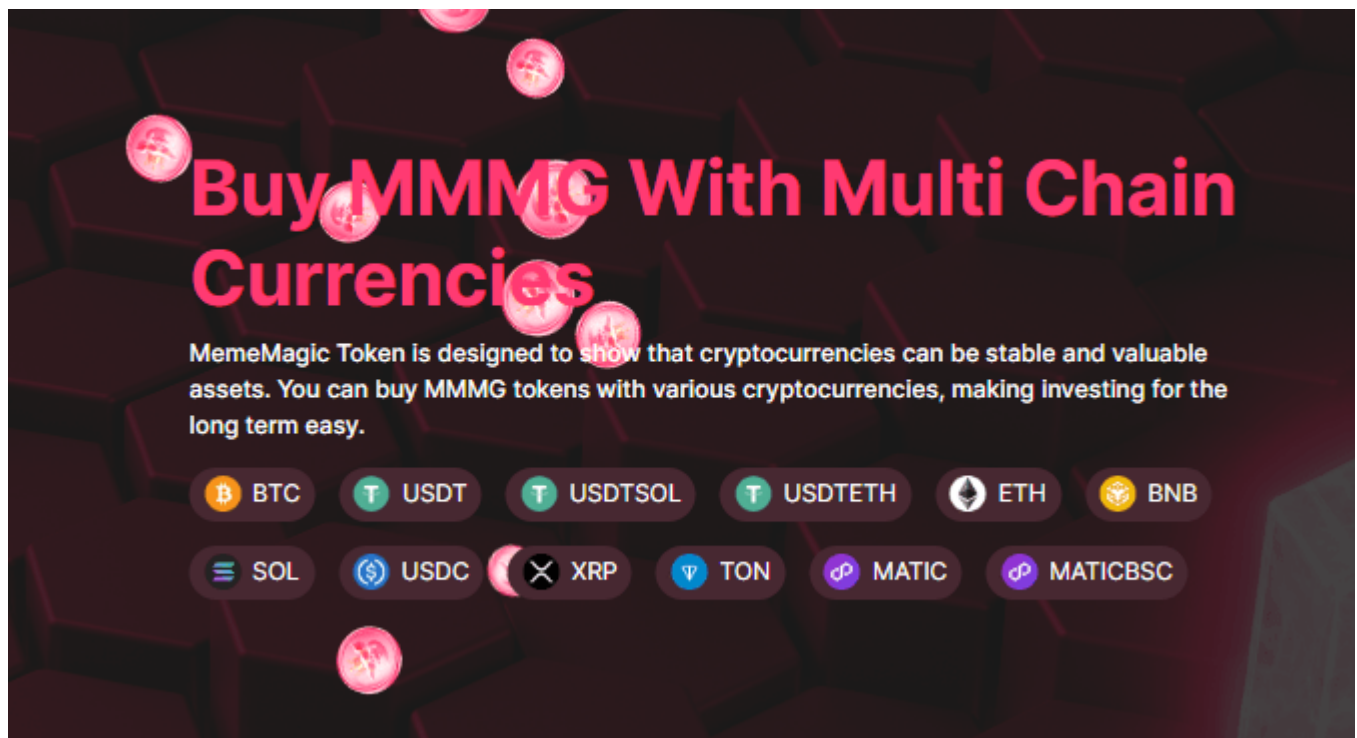 Buy MMMG With Multi Chain
Currencies
MemeMagic Token is designed to show that cryptocurrencies can be stable and valuable
assets. You can buy MMMG tokens with various cryptocurrencies, making investing for the
long term easy.
BTC USDT USDTSOL USDTETH ETH BNB
SOL USDC XRP TON MATIC MATICBSC